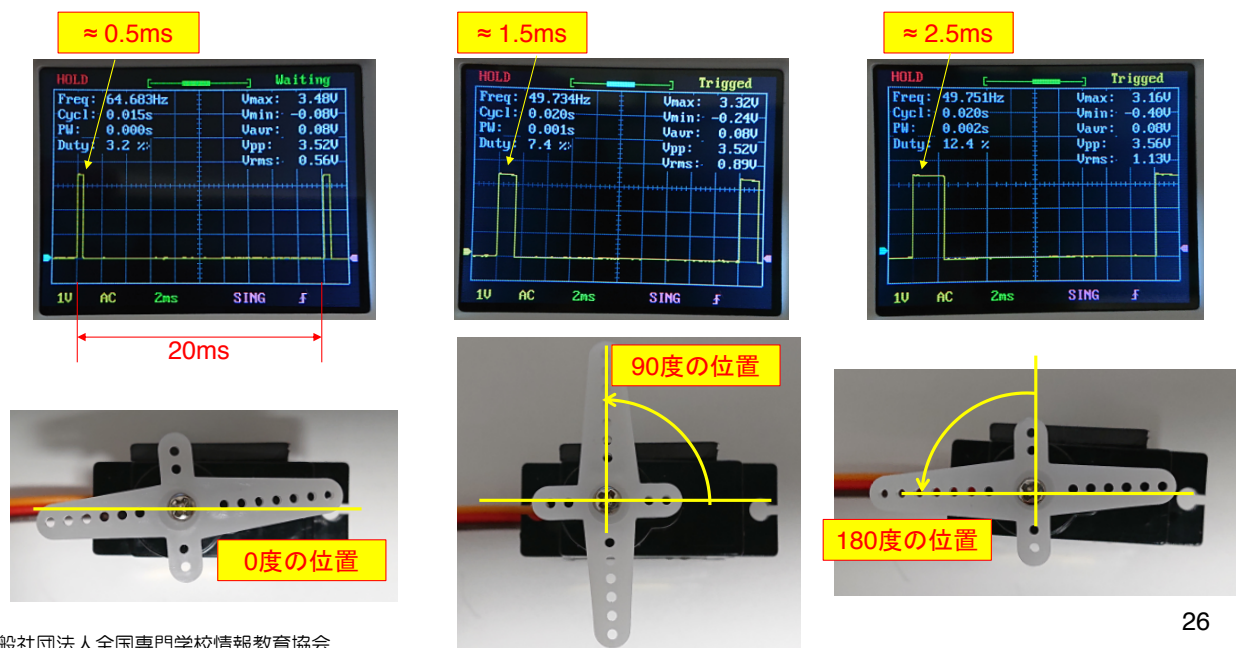 ≈ 0.5ms
≈ 1.5ms
≈ 2.5ms
HOLD
Waiting
Freq: 64.683Hz
Vmax: 3.48V
Cycl: 0.015s
Vmin: -0.08V
PW: 0.000s
Vavr: 0.08V
Duty: 3.2 %
Vpp: 3.52V
Vrms: 0.56V
1V AC 2ms SING
HOLD
Trigged
Freq: 49.734Hz
Vmax: 3.32V
Cycl: 0.020s
Vmin: -0.24V
PW: 0.001s
Vavr: 0.08V
Duty: 7.4 %
Vpp: 3.52V
Vrms: 0.89V
1V AC 2ms SING
HOLD
Trigged
Freq: 49.751Hz
Vmax: 3.16V
Cycl: 0.020s
Vmin: -0.40V
PW: 0.002s
Vavr: 0.08V
Duty: 12.4 %
Vpp: 3.56V
Vrms: 1.13V
1V AC 2ms SING
20ms
0度の位置
90度の位置
180度の位置
般社団法人全国専門学校情報教育協会
26